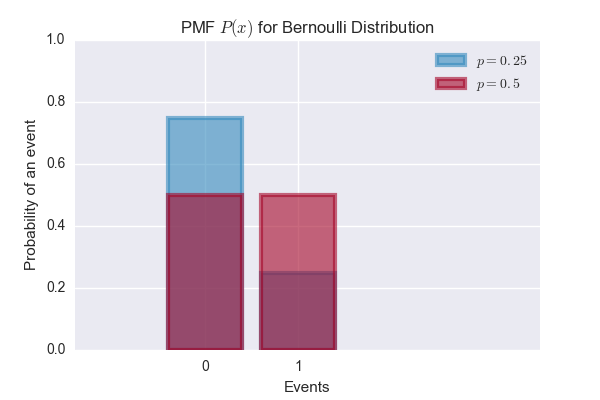 PMF P(x) for Bernoulli Distribution
1.0
p = 0.25
p = 0.5
0.8
0.6
0.4
0.2
0.0
Probability of an event
0 1
Events